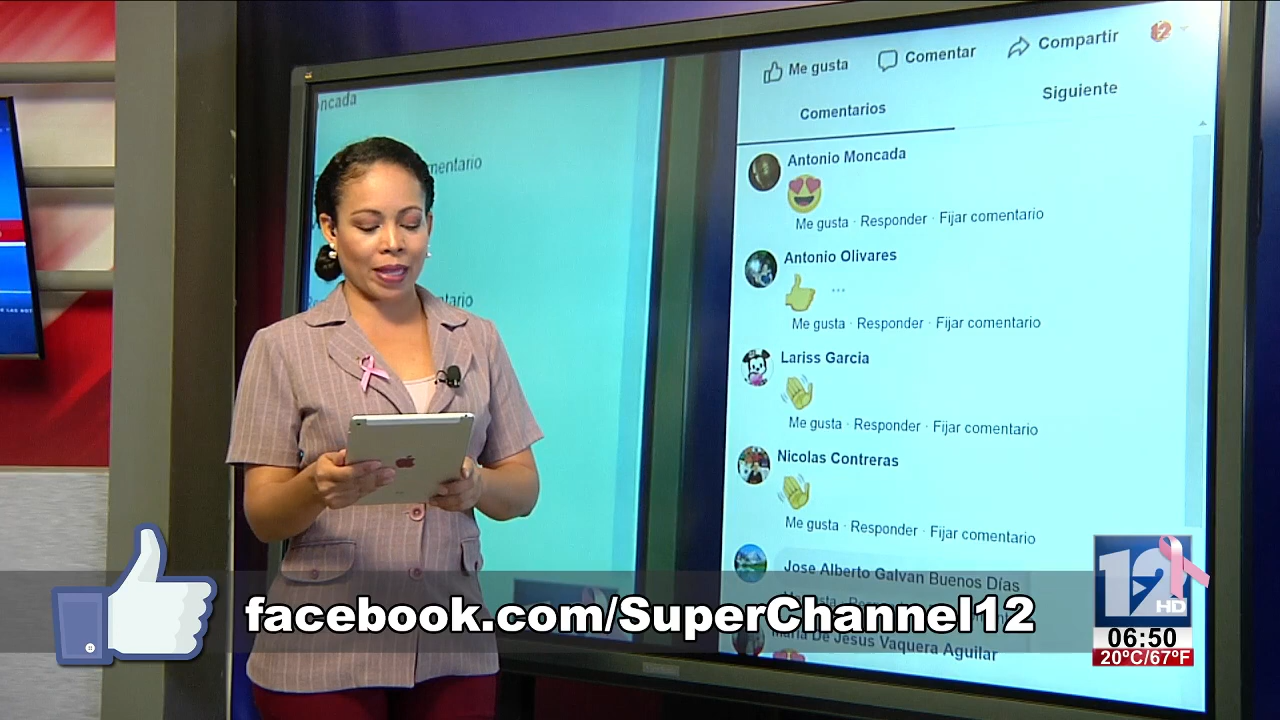 Me gusta
Comentar
Compartir
Comentarios
Siguiente
Antonio Moncada
Me gusta · Responder · Fijar comentario
Antonio Olivares
...
Me gusta · Responder · Fijar comentario
Lariss Garcia
Me gusta · Responder · Fijar comentario
Nicolas Contreras
Me gusta · Responder · Fijar comentario
Jose Alberto Galvan Buenos Días
Maria De Jesus Vaquera Aguilar
facebook.com/SuperChannel12
12
HD
06:50
20°C/67°F